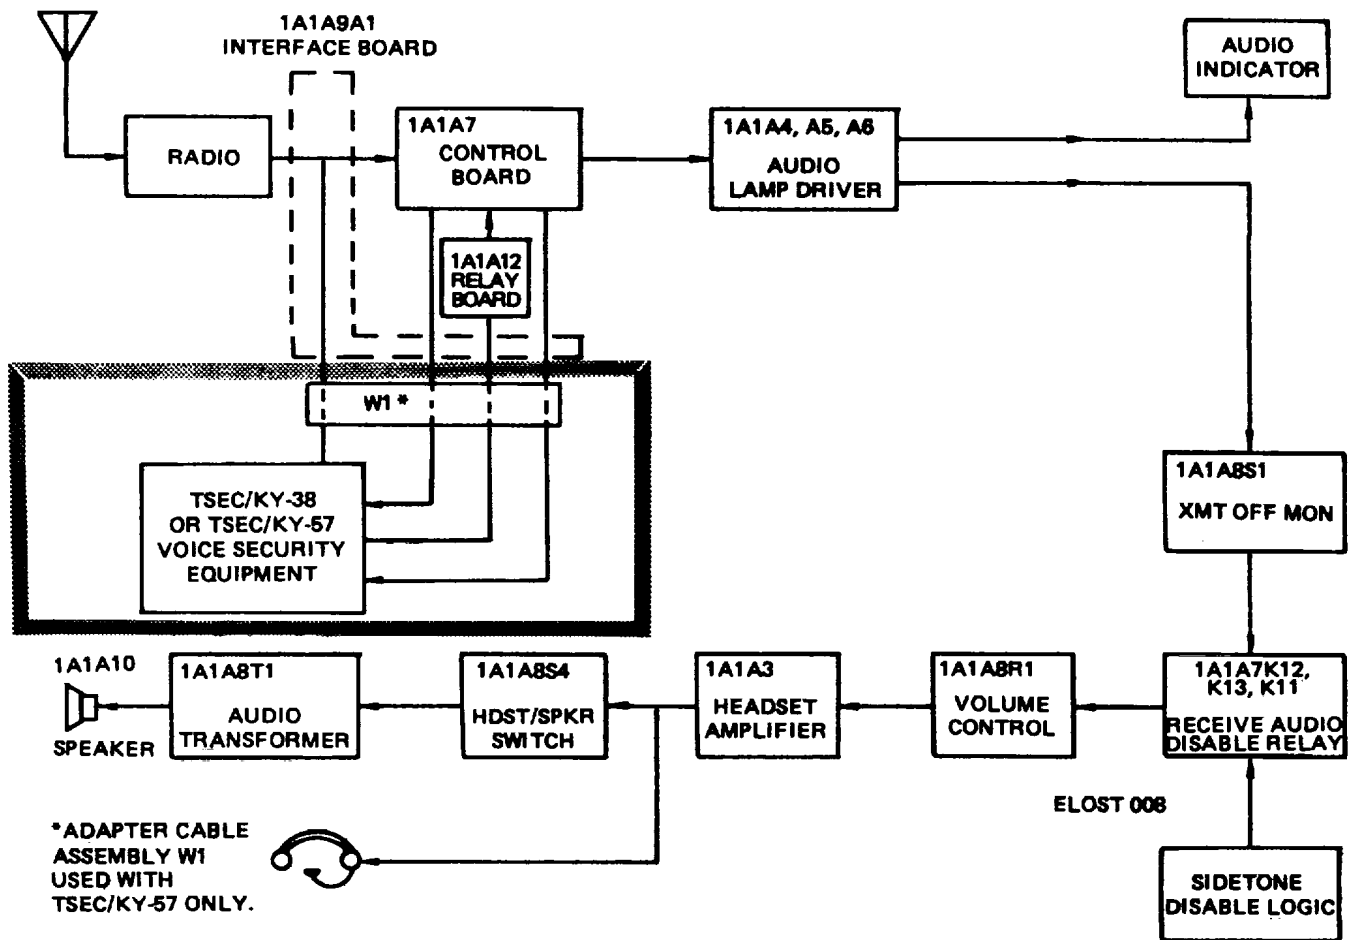 1A1A9A1
INTERFACE BOARD
AUDIO
INDICATOR
RADIO
1A1A7
CONTROL
BOARD
1A1A4, A5, A6
AUDIO
LAMP DRIVER
1A1A12
RELAY
BOARD
W1 *
TSEC/KY-38
OR TSEC/KY-57
VOICE SECURITY
EQUIPMENT
1A1A8S1
XMT OFF MON
1A1A10
SPEAKER
1A1A8T1
AUDIO
TRANSFORMER
1A1A8S4
HDST/SPKR
SWITCH
1A1A3
HEADSET
AMPLIFIER
1A1A8R1
VOLUME
CONTROL
1A1A7K12,
K13, K11
RECEIVE AUDIO
DISABLE RELAY
ELOST 008
*ADAPTER CABLE
ASSEMBLY W1
USED WITH
TSEC/KY-57 ONLY.
SIDETONE
DISABLE LOGIC